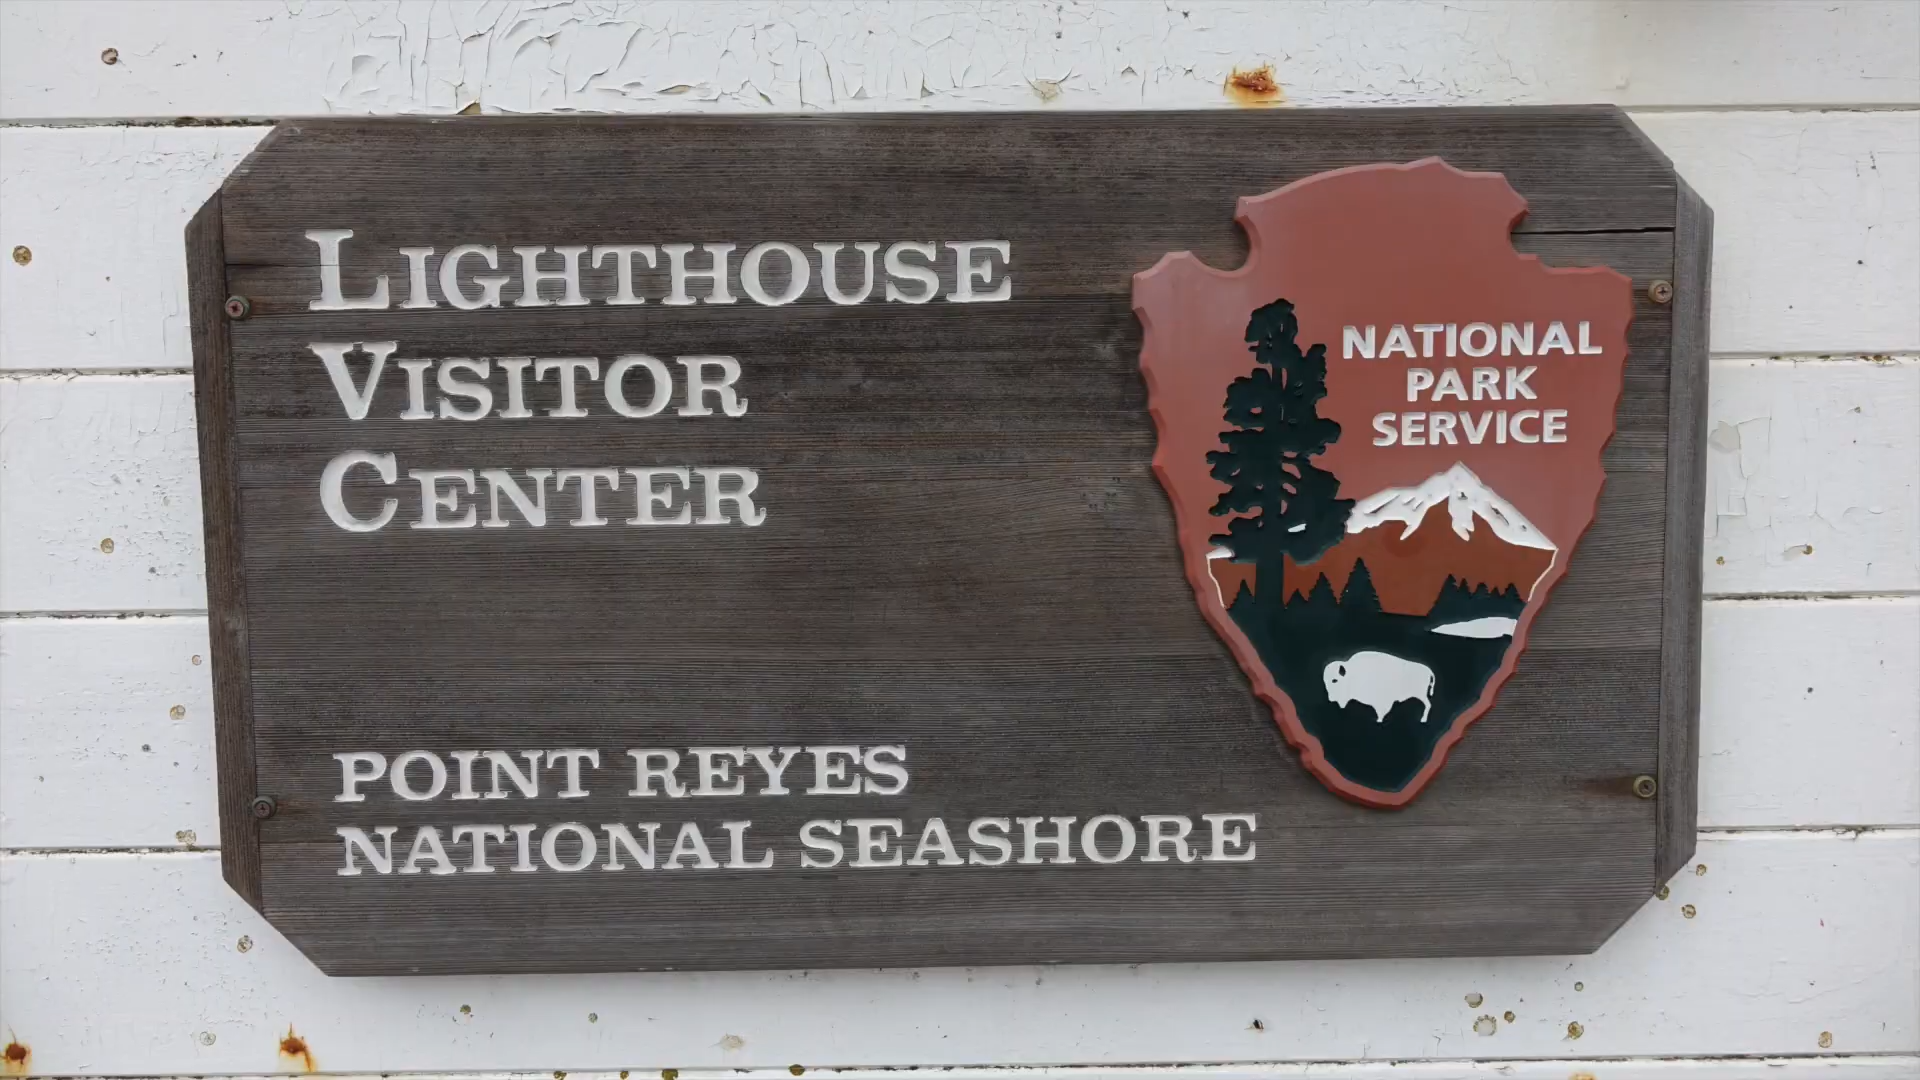 LIGHTHOUSE
VISITOR
CENTER
NATIONAL
PARK
SERVICE
POINT REYES
NATIONAL SEASHORE